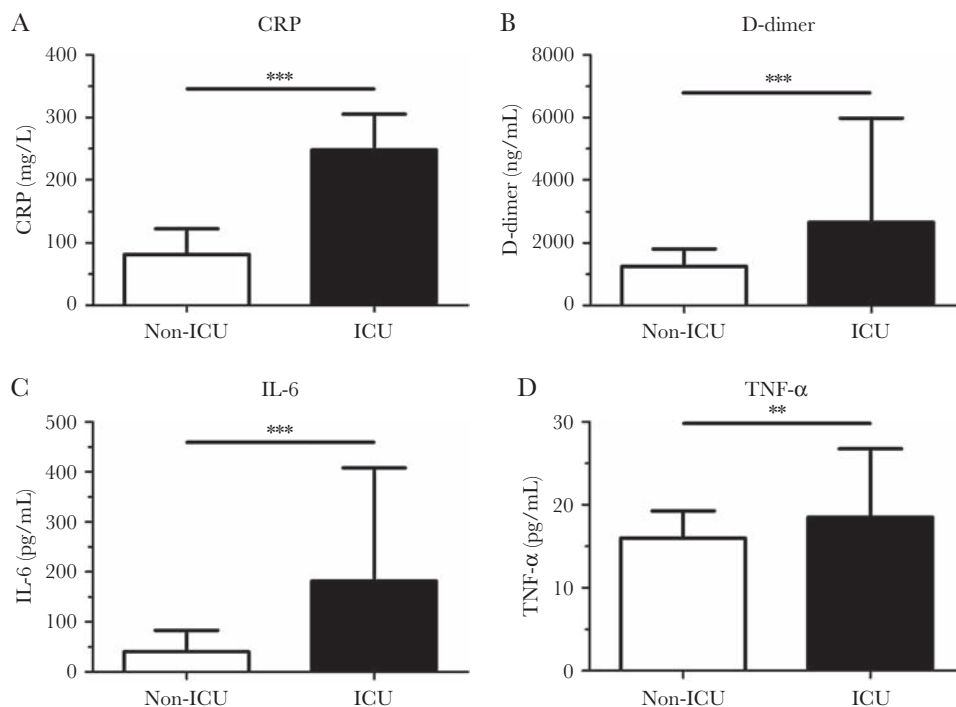 A
CRP
CRP (mg/L)
400
300
200
100
0
***
Non-ICU
ICU
B
D-dimer
D-dimer (ng/mL)
8000
6000
4000
2000
0
***
Non-ICU
ICU
C
IL-6
IL-6 (pg/mL)
500
400
300
200
100
0
***
Non-ICU
ICU
D
TNF-α
TNF-α (pg/mL)
30
20
10
0
**
Non-ICU
ICU